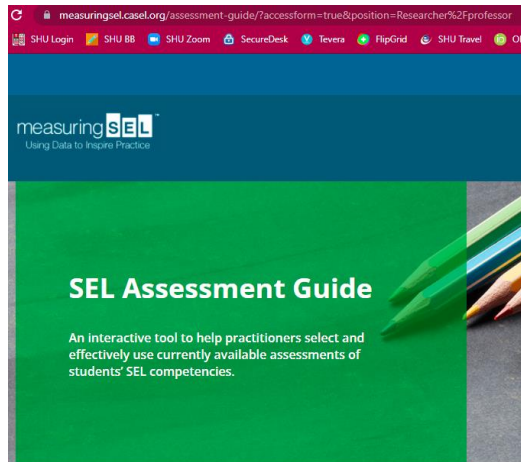 measuringsel.casel.org/assessment-guide/?accessform=true&position=Researcher%2Fprofessor
SHU Login SHU BB SHU Zoom SecureDesk Tevera FlipGrid SHU Travel
measuring SEL™
Using Data to Inspire Practice
SEL Assessment Guide
An interactive tool to help practitioners select and
effectively use currently available assessments of
students' SEL competencies.